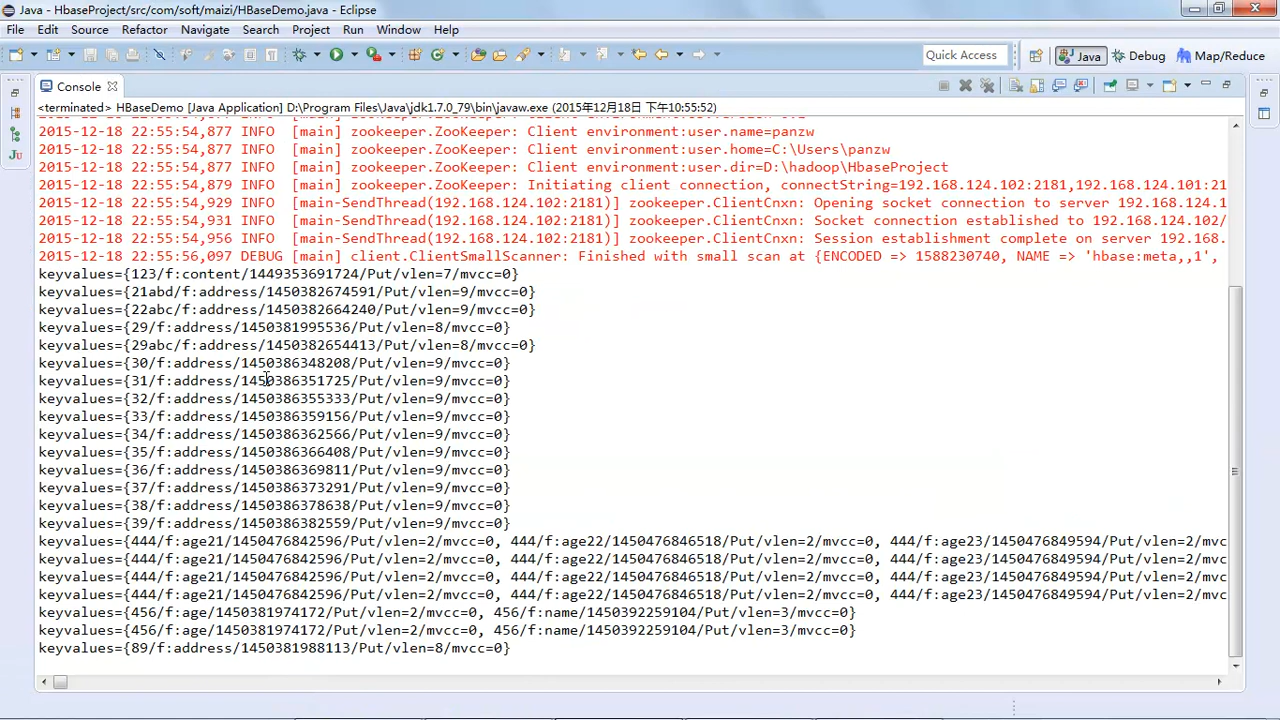 Java - HbaseProject/src/com/soft/maizi/HBaseDemo.java - Eclipse
File Edit Source Refactor Navigate Search Project Run Window Help
Quick Access Java Debug Map/Reduce
Console
<terminated> HBaseDemo [Java Application] D:\Program Files\Java\jdk1.7.0_79\bin\javaw.exe (2015年12月18日 下午10:55:52)
2015-12-18 22:55:54,877 INFO [main] zookeeper.ZooKeeper: Client environment:user.name=panzw
2015-12-18 22:55:54,877 INFO [main] zookeeper.ZooKeeper: Client environment:user.home=C:\Users\panzw
2015-12-18 22:55:54,877 INFO [main] zookeeper.ZooKeeper: Client environment:user.dir=D:\hadoop\HbaseProject
2015-12-18 22:55:54,879 INFO [main] zookeeper.ZooKeeper: Initiating client connection, connectString=192.168.124.102:2181,192.168.124.101:21
2015-12-18 22:55:54,929 INFO [main-SendThread(192.168.124.102:2181)] zookeeper.ClientCnxn: Opening socket connection to server 192.168.124.1
2015-12-18 22:55:54,931 INFO [main-SendThread(192.168.124.102:2181)] zookeeper.ClientCnxn: Socket connection established to 192.168.124.102/
2015-12-18 22:55:54,956 INFO [main-SendThread(192.168.124.102:2181)] zookeeper.ClientCnxn: Session establishment complete on server 192.168.
2015-12-18 22:55:56,097 DEBUG [main] client.ClientSmallScanner: Finished with small scan at {ENCODED => 1588230740, NAME => 'hbase:meta,,1',
keyvalues={123/f:content/1449353691724/Put/vlen=7/mvcc=0}
keyvalues={21abd/f:address/1450382674591/Put/vlen=9/mvcc=0}
keyvalues={22abc/f:address/1450382664240/Put/vlen=9/mvcc=0}
keyvalues={29/f:address/1450381995536/Put/vlen=8/mvcc=0}
keyvalues={29abc/f:address/1450382654413/Put/vlen=8/mvcc=0}
keyvalues={30/f:address/1450386348208/Put/vlen=9/mvcc=0}
keyvalues={31/f:address/1450386351725/Put/vlen=9/mvcc=0}
keyvalues={32/f:address/1450386355333/Put/vlen=9/mvcc=0}
keyvalues={33/f:address/1450386359156/Put/vlen=9/mvcc=0}
keyvalues={34/f:address/1450386362566/Put/vlen=9/mvcc=0}
keyvalues={35/f:address/1450386366408/Put/vlen=9/mvcc=0}
keyvalues={36/f:address/1450386369811/Put/vlen=9/mvcc=0}
keyvalues={37/f:address/1450386373291/Put/vlen=9/mvcc=0}
keyvalues={38/f:address/1450386378638/Put/vlen=9/mvcc=0}
keyvalues={39/f:address/1450386382559/Put/vlen=9/mvcc=0}
keyvalues={444/f:age21/1450476842596/Put/vlen=2/mvcc=0, 444/f:age22/1450476846518/Put/vlen=2/mvcc=0, 444/f:age23/1450476849594/Put/vlen=2/mvc
keyvalues={444/f:age21/1450476842596/Put/vlen=2/mvcc=0, 444/f:age22/1450476846518/Put/vlen=2/mvcc=0, 444/f:age23/1450476849594/Put/vlen=2/mvc
keyvalues={444/f:age21/1450476842596/Put/vlen=2/mvcc=0, 444/f:age22/1450476846518/Put/vlen=2/mvcc=0, 444/f:age23/1450476849594/Put/vlen=2/mvc
keyvalues={444/f:age21/1450476842596/Put/vlen=2/mvcc=0, 444/f:age22/1450476846518/Put/vlen=2/mvcc=0, 444/f:age23/1450476849594/Put/vlen=2/mvc
keyvalues={456/f:age/1450381974172/Put/vlen=2/mvcc=0, 456/f:name/1450392259104/Put/vlen=3/mvcc=0}
keyvalues={456/f:age/1450381974172/Put/vlen=2/mvcc=0, 456/f:name/1450392259104/Put/vlen=3/mvcc=0}
keyvalues={89/f:address/1450381988113/Put/vlen=8/mvcc=0}